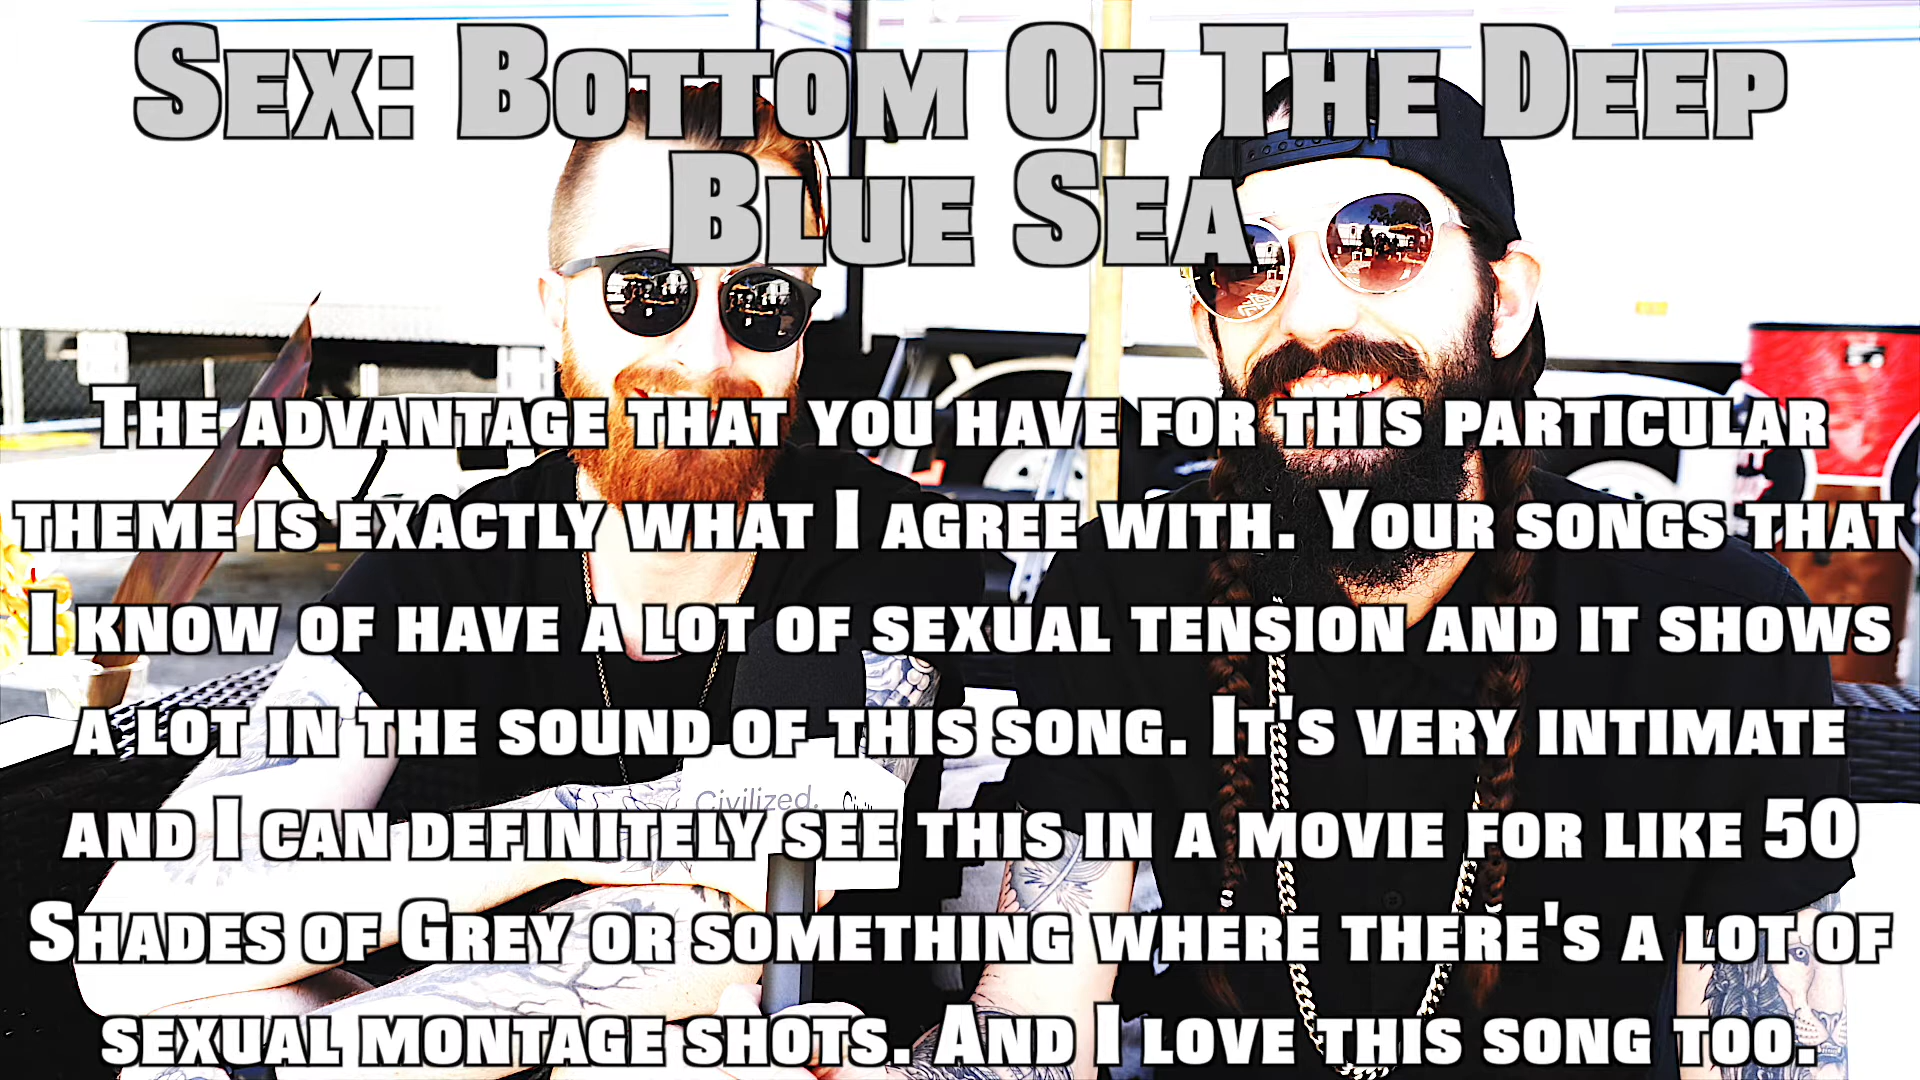 Sex: Bottom Of The Deep
Blue Sea
The advantage that you have for this particular
theme is exactly what I agree with. Your songs that
I know of have a lot of sexual tension and it shows
a lot in the sound of this song. It's very intimate
and I can definitely see this in a movie for like 50
Shades of Grey or something where there's a lot of
sexual montage shots. And I love this song too.
Civilized.